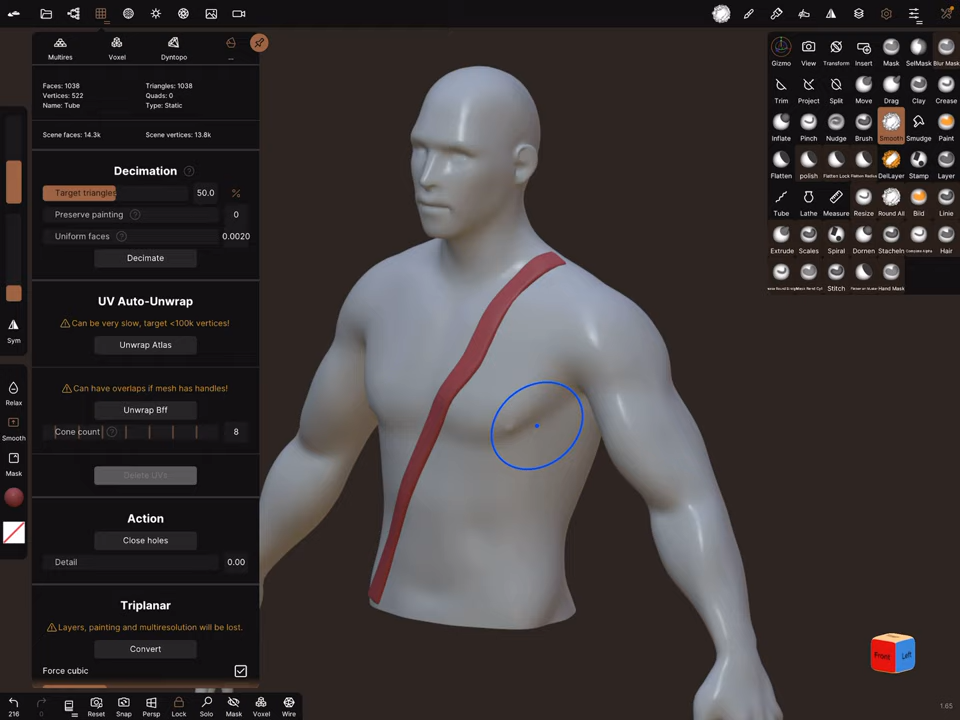 Multires Voxel Dyntopo ...
Faces: 1038 Triangles: 1038
Vertices: 522 Quads: 0
Name: Tube Type: Static
Scene faces: 14.3k Scene vertices: 13.8k
Decimation ?
Target triangles 50.0 %
Preserve painting ? 0
Uniform faces ? 0.0020
Decimate
UV Auto-Unwrap
Can be very slow, target <100k vertices!
Unwrap Atlas
Can have overlaps if mesh has handles!
Unwrap Bff
Cone count ? 8
Delete UVs
Action
Close holes
Detail 0.00
Triplanar
Layers, painting and multiresolution will be lost.
Convert
Force cubic
Sym
Relax
Smooth
Mask
Gizmo View Transform Insert Mask SelMask Blur Mask
Trim Project Split Move Drag Clay Crease
Inflate Pinch Nudge Brush Smooth Smudge Paint
Flatten polish Flatten Lock Flatten Radius DelLayer Stamp Layer
Tube Lathe Measure Resize Round All Bild Linie
Extrude Scales Spiral Dornen Stacheln Hair
Stitch Hand Mask
Front Left
216 0 Reset Snap Persp Lock Solo Mask Voxel Wire
1.65